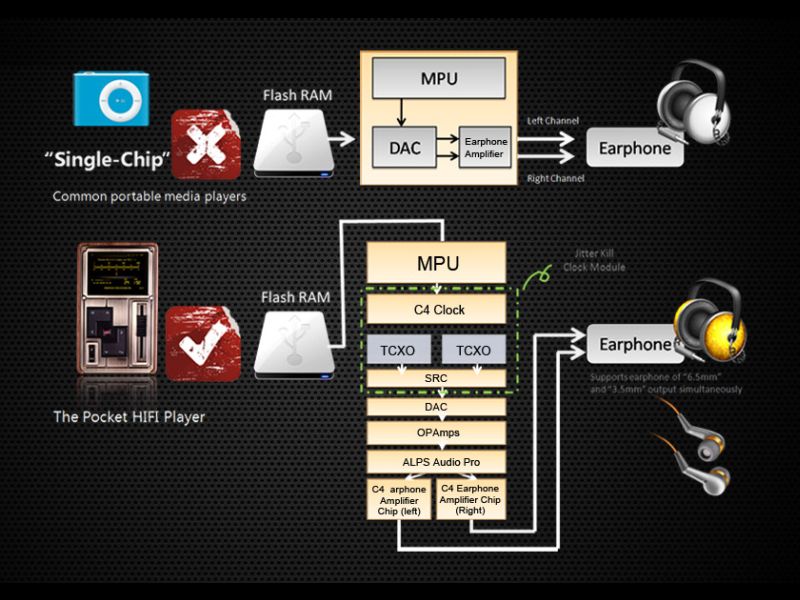 Flash RAM
MPU
DAC
Earphone
Amplifier
Left Channel
Right Channel
Earphone
“Single-Chip”
Common portable media players
Flash RAM
MPU
Jitter Kill
Clock Module
C4 Clock
TCXO
TCXO
SRC
DAC
OPAmps
ALPS Audio Pro
C4 arphone
Amplifier
Chip (left)
C4 Earphone
Amplifier Chip
(Right)
Earphone
Supports earphone of “6.5mm”
and “3.5mm” output simultaneously
The Pocket HIFI Player